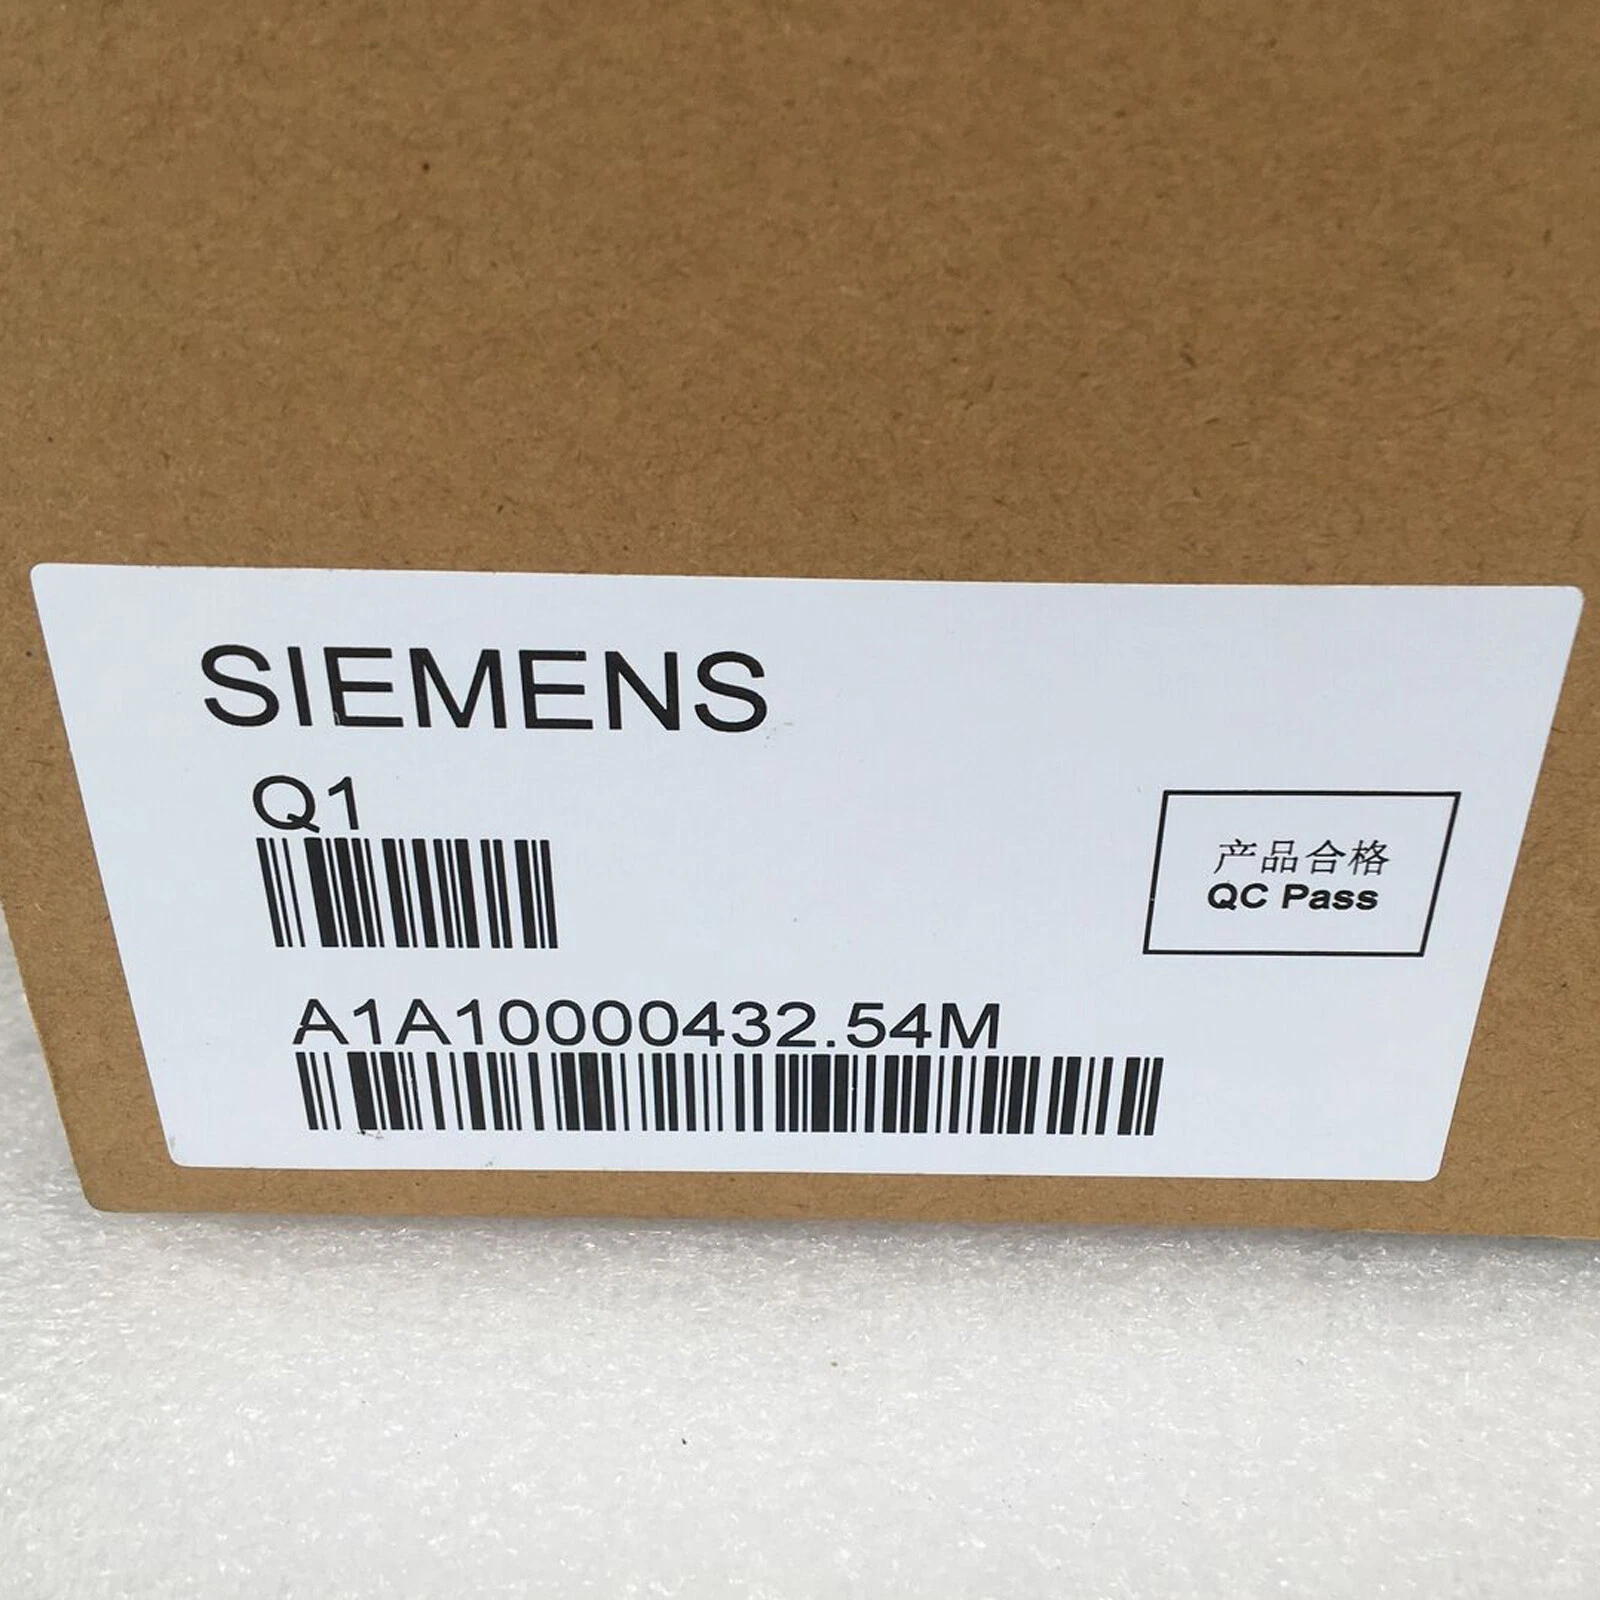 SIEMENS
Q1
产品合格
QC Pass
A1A10000432.54M